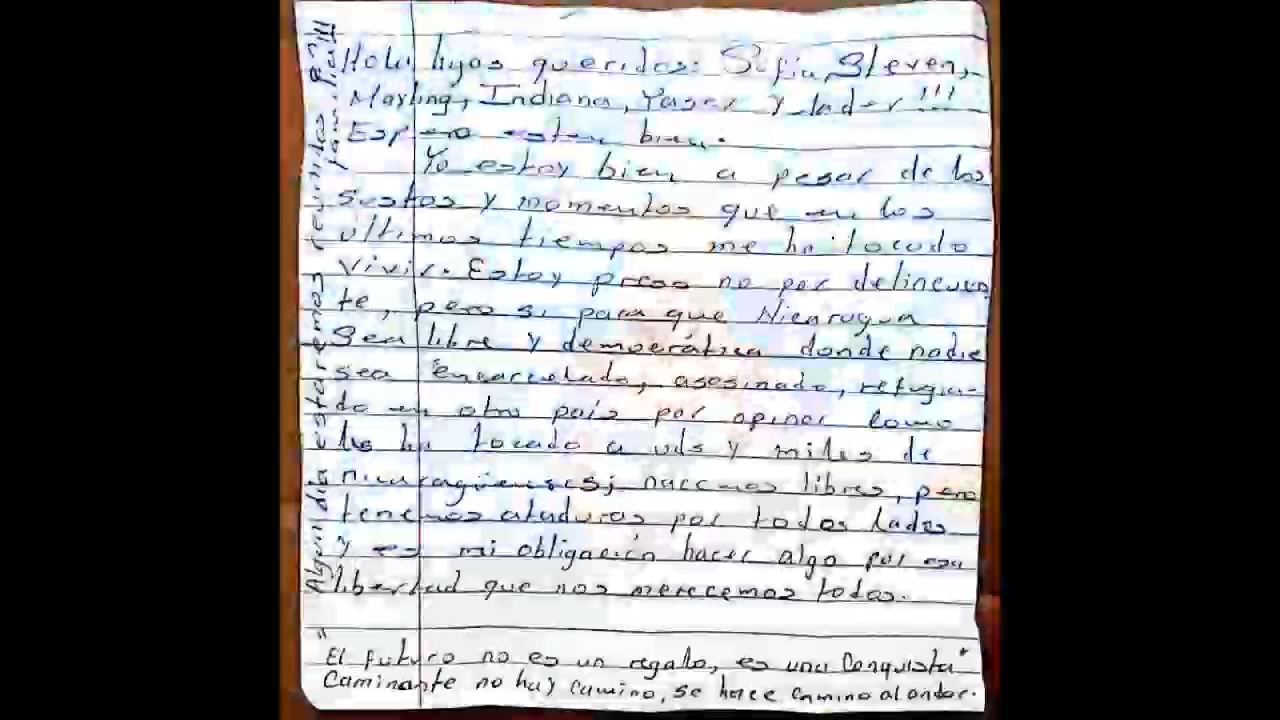 Hola hijos queridos: Sofia, Steven,
Mayling, Indiana, Yaser y Jader!!!
Espero esten bien.
Yo estoy bien a pesar de los
sustos y momentos que en los
últimos tiempos me ha tocado
vivir. Estoy preso no por delincuen
te, pero si para que Nicaragua
Sea libre y democrática donde nadie
sea encarcelado, asesinado, refugia-
do en otro país por opinar como
les ha tocado a uds y miles de
nicaragüenses; nacemos libres, pero
tenemos ataduras por todos lados
y es mi obligación hacer algo por esa
libertad que nos merecemos todos.
"El futuro no es un regalo, es una Conquista"
Caminante no hay camino, se hace camino al andar.
Algun día estaremos reunidos